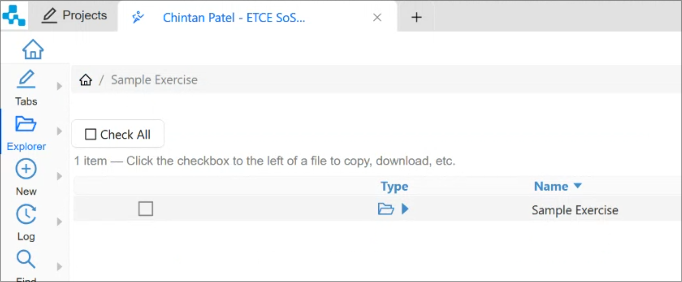 Projects
Chintan Patel - ETCE SoS...
/ Sample Exercise
Tabs
Explorer
New
Log
Find
Check All
1 item — Click the checkbox to the left of a file to copy, download, etc.
Type Name
Sample Exercise